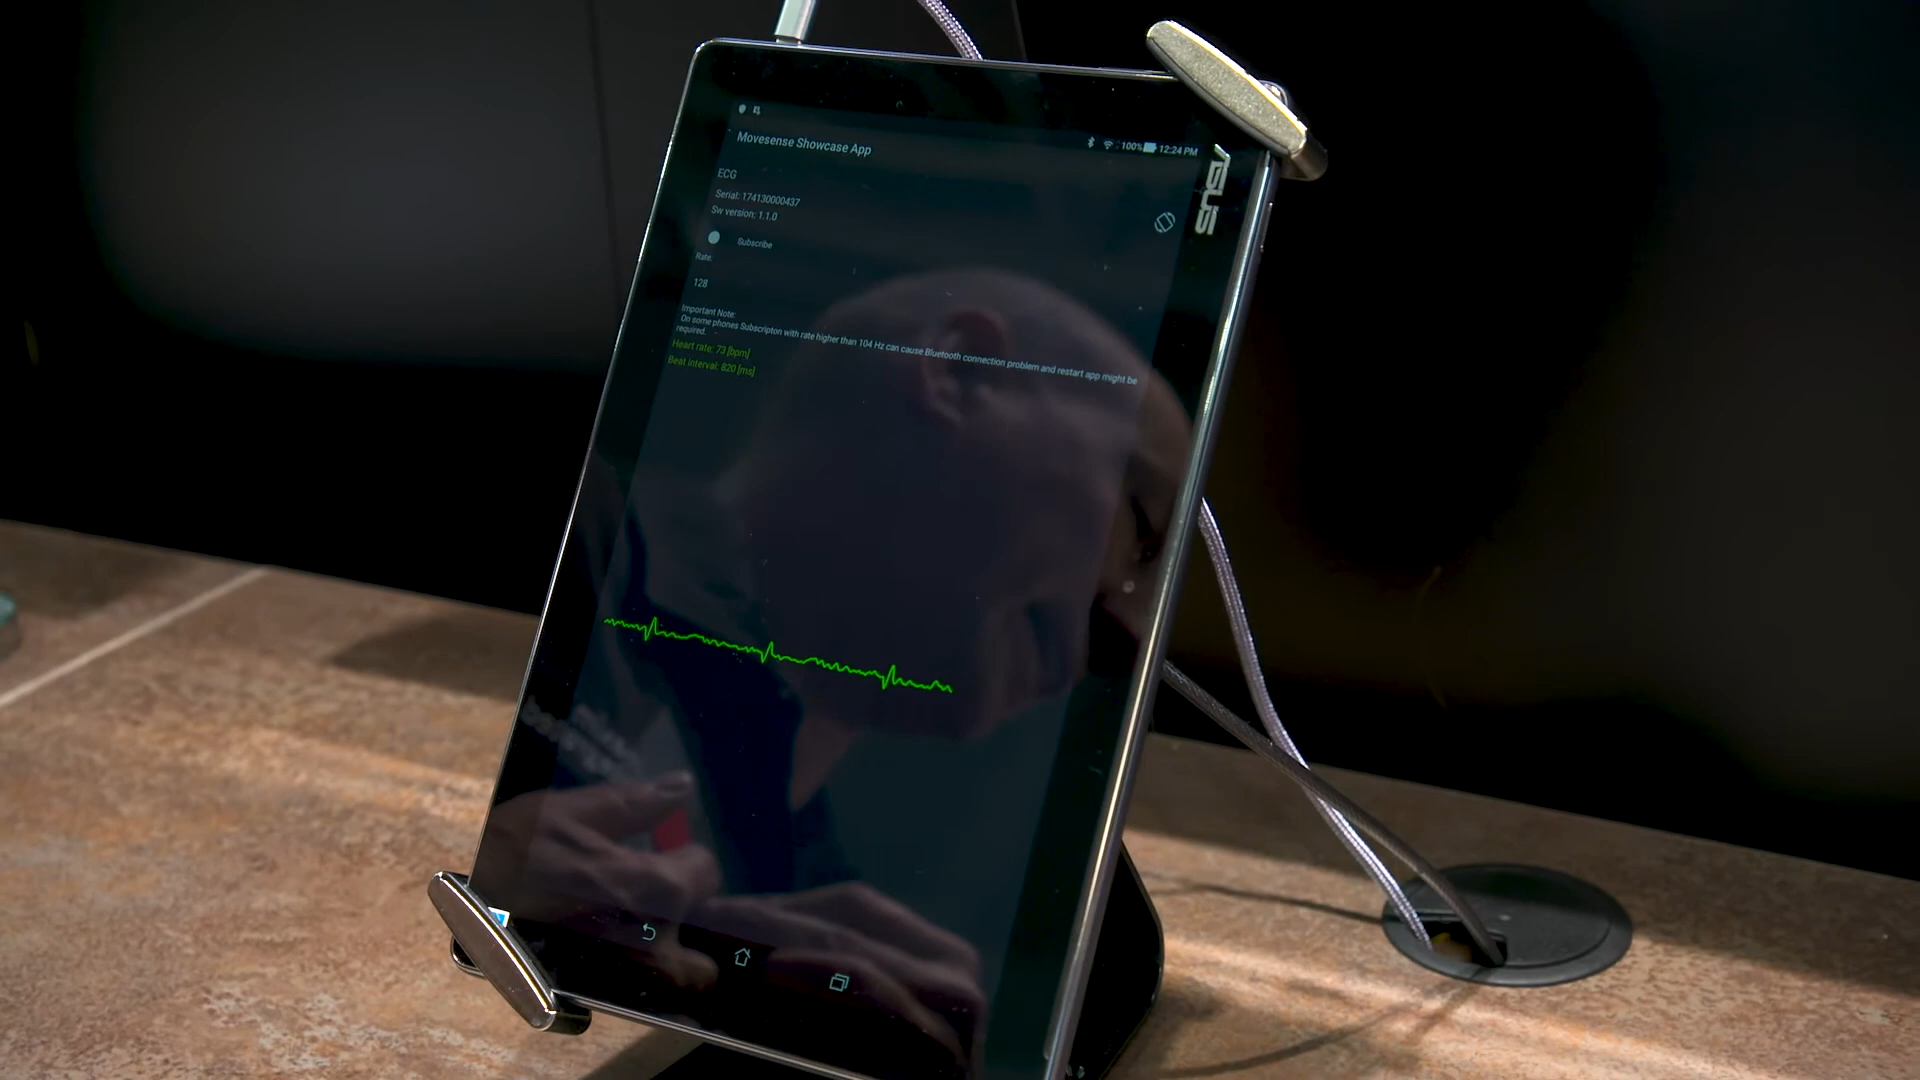 Movesense Showcase App
100% 12:24 PM
ASUS
ECG
Serial: 174130000437
Sw version: 1.1.0
Subscribe
Rate
128
Important Note:
On some phones Subscripton with rate higher than 104 Hz can cause Bluetooth connection problem and restart app might be
required.
Heart rate: 73 [bpm]
Beat interval: 820 [ms]